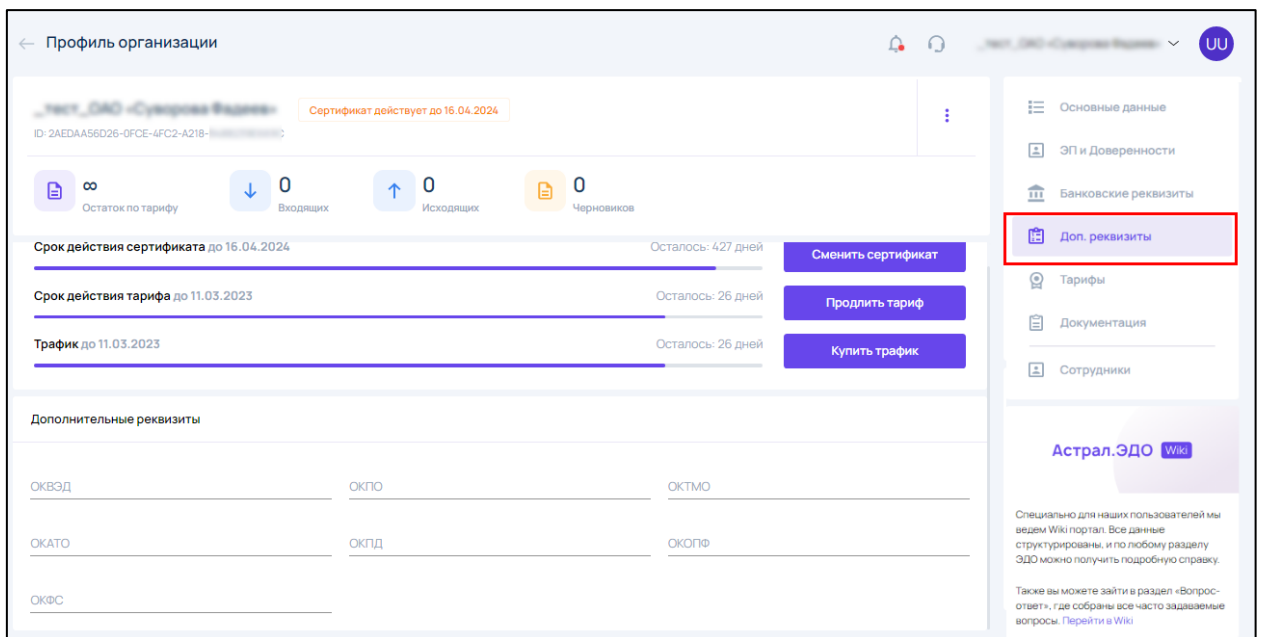 Профиль организации
UU
Сертификат действует до 16.04.2024
ID: 2AEDAA56D26-0FCE-4FC2-A218-
∞
Остаток по тарифу
0
Входящих
0
Исходящих
0
Черновиков
Срок действия сертификата до 16.04.2024
Осталось: 427 дней
Сменить сертификат
Срок действия тарифа до 11.03.2023
Осталось: 26 дней
Продлить тариф
Трафик до 11.03.2023
Осталось: 26 дней
Купить трафик
Дополнительные реквизиты
ОКВЭД
ОКПО
ОКТМО
ОКАТО
ОКПД
ОКОПФ
ОКФС
Основные данные
ЭП и Доверенности
Банковские реквизиты
Доп. реквизиты
Тарифы
Документация
Сотрудники
Астрал.ЭДО Wiki
Специально для наших пользователей мы
ведем Wiki портал. Все данные
структурированы, и по любому разделу
ЭДО можно получить подробную справку.
Также вы можете зайти в раздел «Вопрос-
ответ», где собраны все часто задаваемые
вопросы. Перейти в Wiki